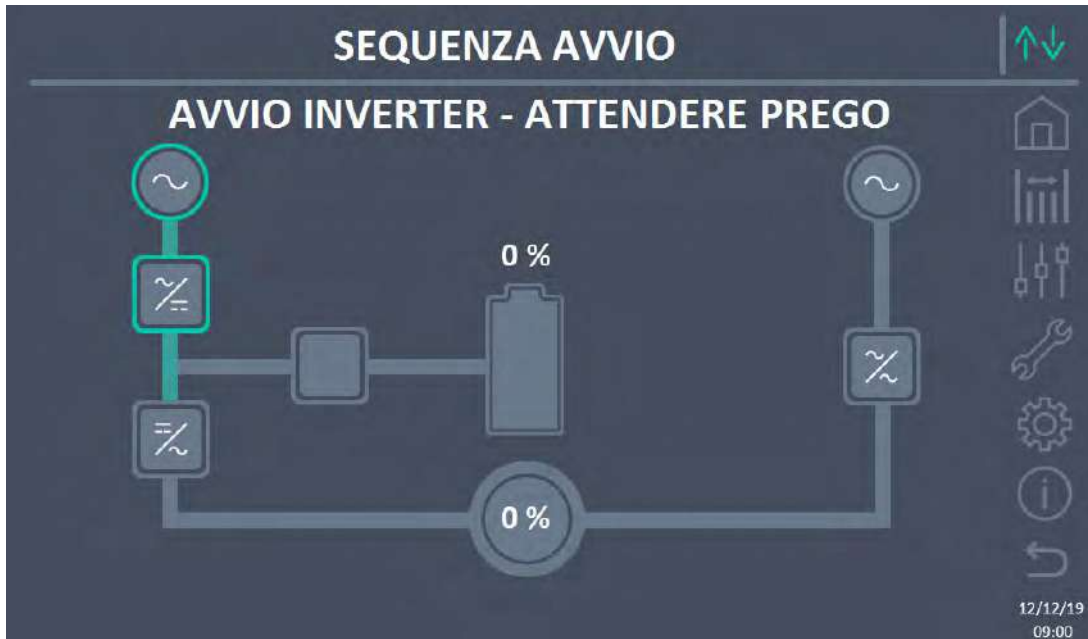 SEQUENZA AVVIO
AVVIO INVERTER - ATTENDERE PREGO
0 %
0 %
12/12/19
09:00